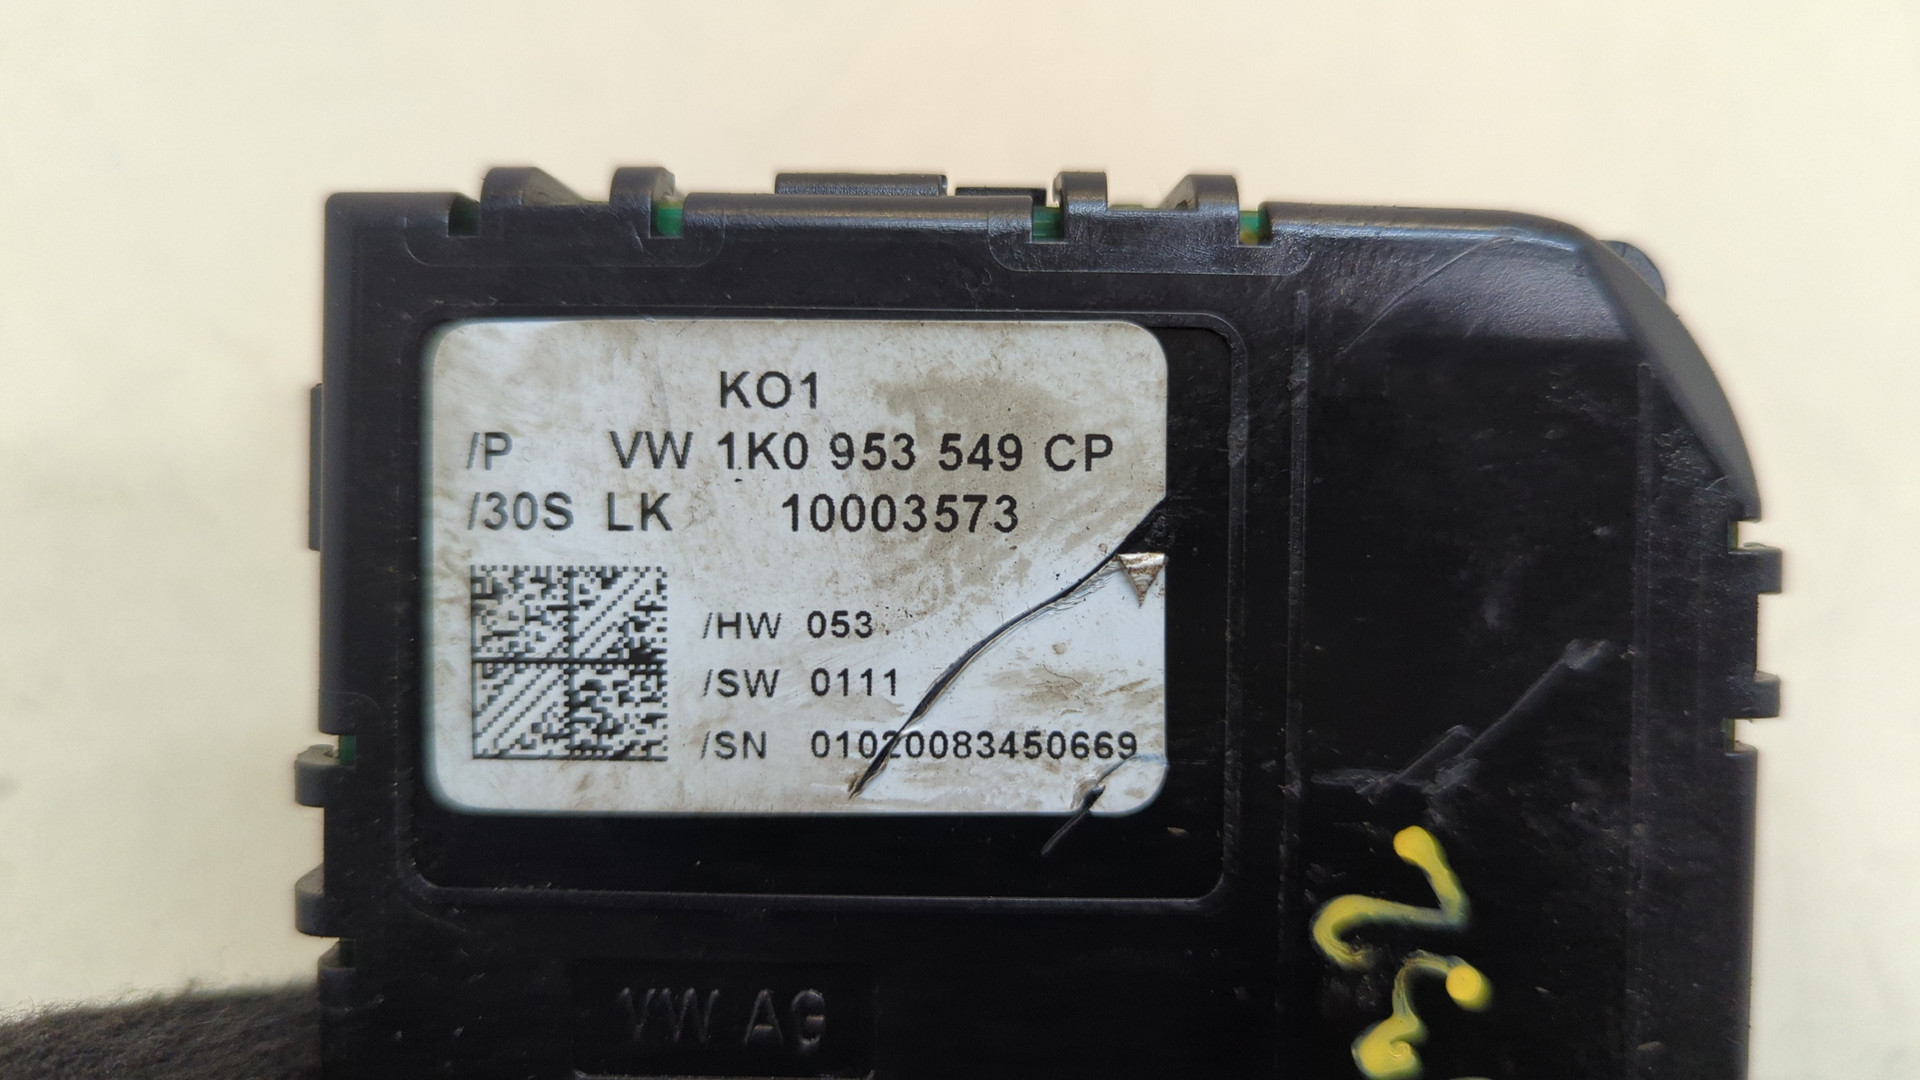 KO1
/P VW 1K0 953 549 CP
/30S LK 10003573
/HW 053
/SW 0111
/SN 01020083450669
VW AG